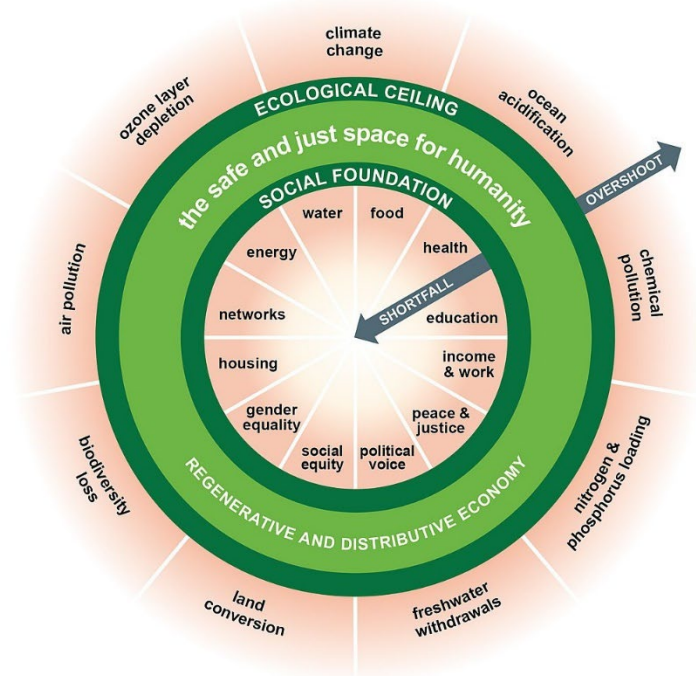 climate
change
ocean
acidification
chemical
pollution
nitrogen &
phosphorus loading
freshwater
withdrawals
land
conversion
biodiversity
loss
air pollution
ozone layer
depletion
OVERSHOOT
ECOLOGICAL CEILING
the safe and just space for humanity
SOCIAL FOUNDATION
water
food
health
SHORTFALL
education
income
& work
peace &
justice
political
voice
social
equity
gender
equality
housing
networks
energy
REGENERATIVE AND DISTRIBUTIVE ECONOMY